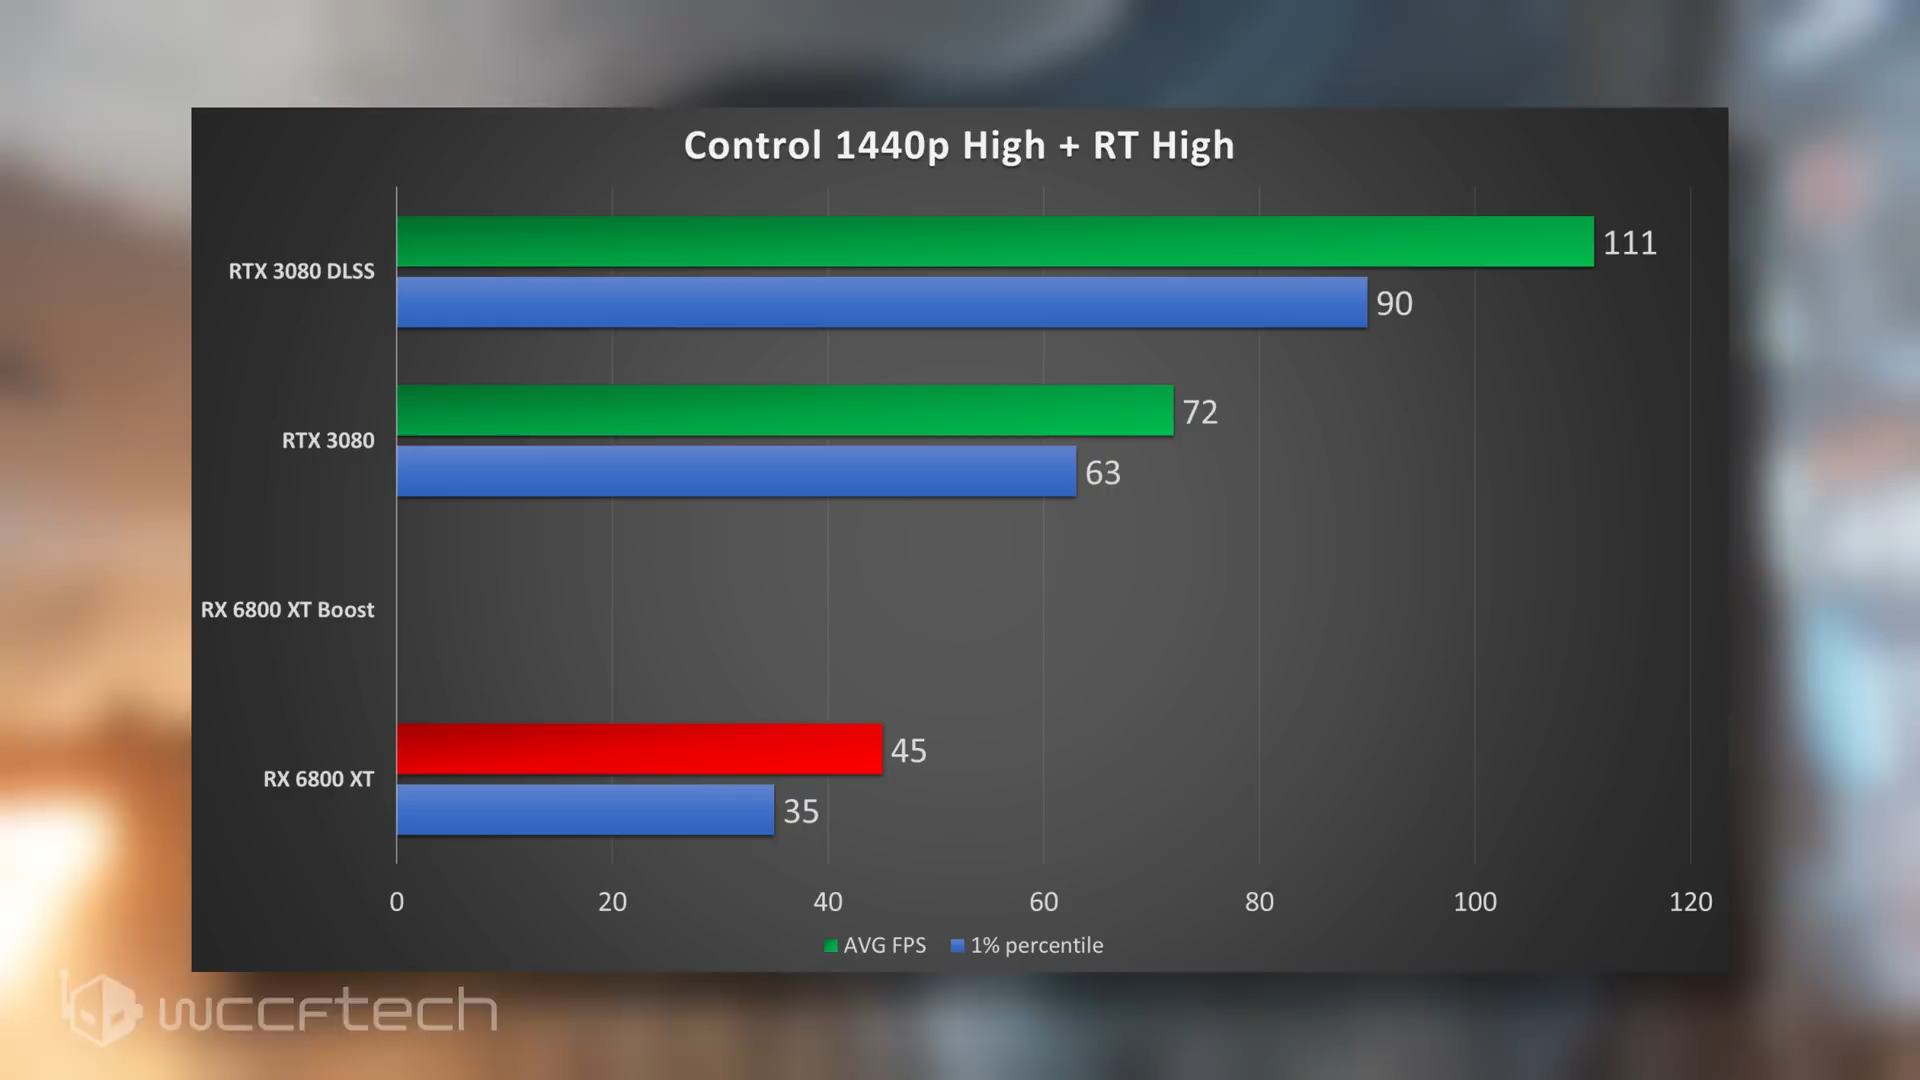 Control 1440p High + RT High
RTX 3080 DLSS
111
90
RTX 3080
72
63
RX 6800 XT Boost
RX 6800 XT
45
35
0 20 40 60 80 100 120
AVG FPS 1% percentile
wccftech